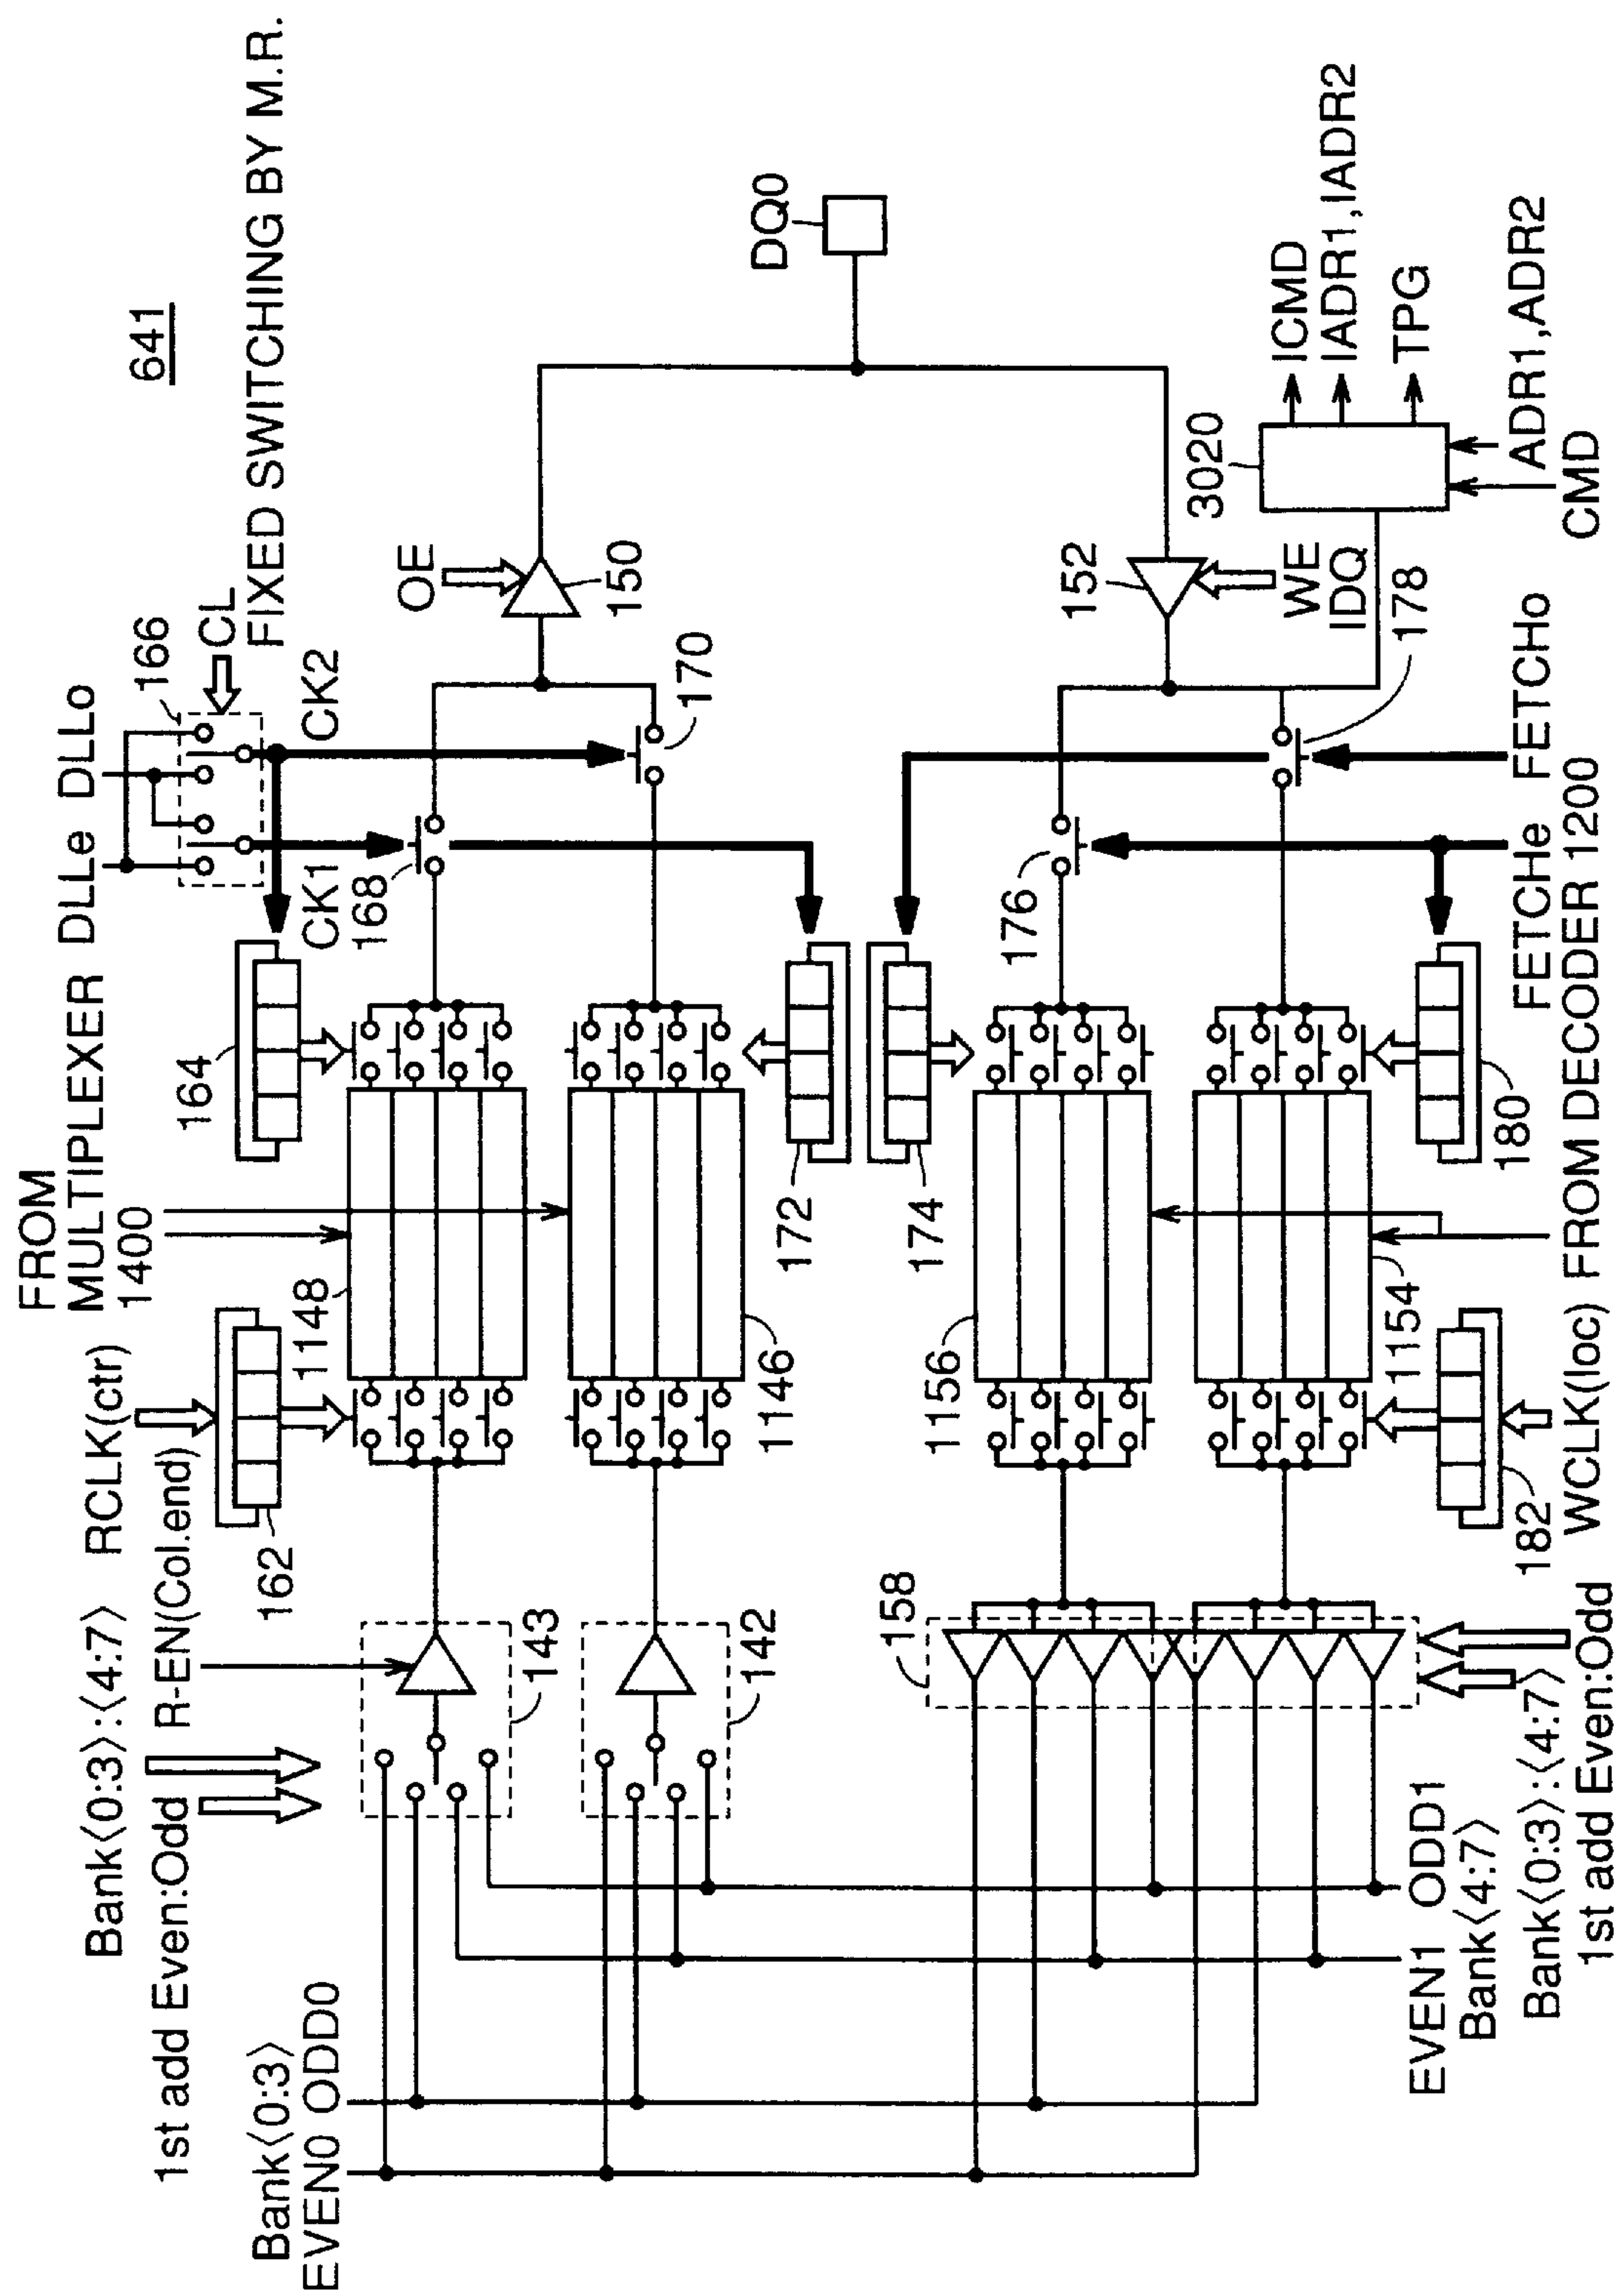 641
FROM
MULTIPLEXER
1400
DLLe DLLo
166
CL
FIXED SWITCHING BY M.R.
RCLK(ctr)
R-EN(Col.end)
Bank⟨0:3⟩:⟨4:7⟩
1st add Even:Odd
164
162
CK1
CK2
168
170
OE
150
1148
1146
143
142
172
174
DQ0
Bank⟨0:3⟩
EVEN0 ODD0
158
1156
1154
176
178
152
WE
IDQ
3020
ICMD
IADR1,IADR2
TPG
ADR1,ADR2
CMD
180
182
EVEN1 ODD1
Bank⟨4:7⟩
Bank⟨0:3⟩:⟨4:7⟩
1st add Even:Odd
WCLK(loc)
FROM DECODER 1200
FETCHe FETCHo